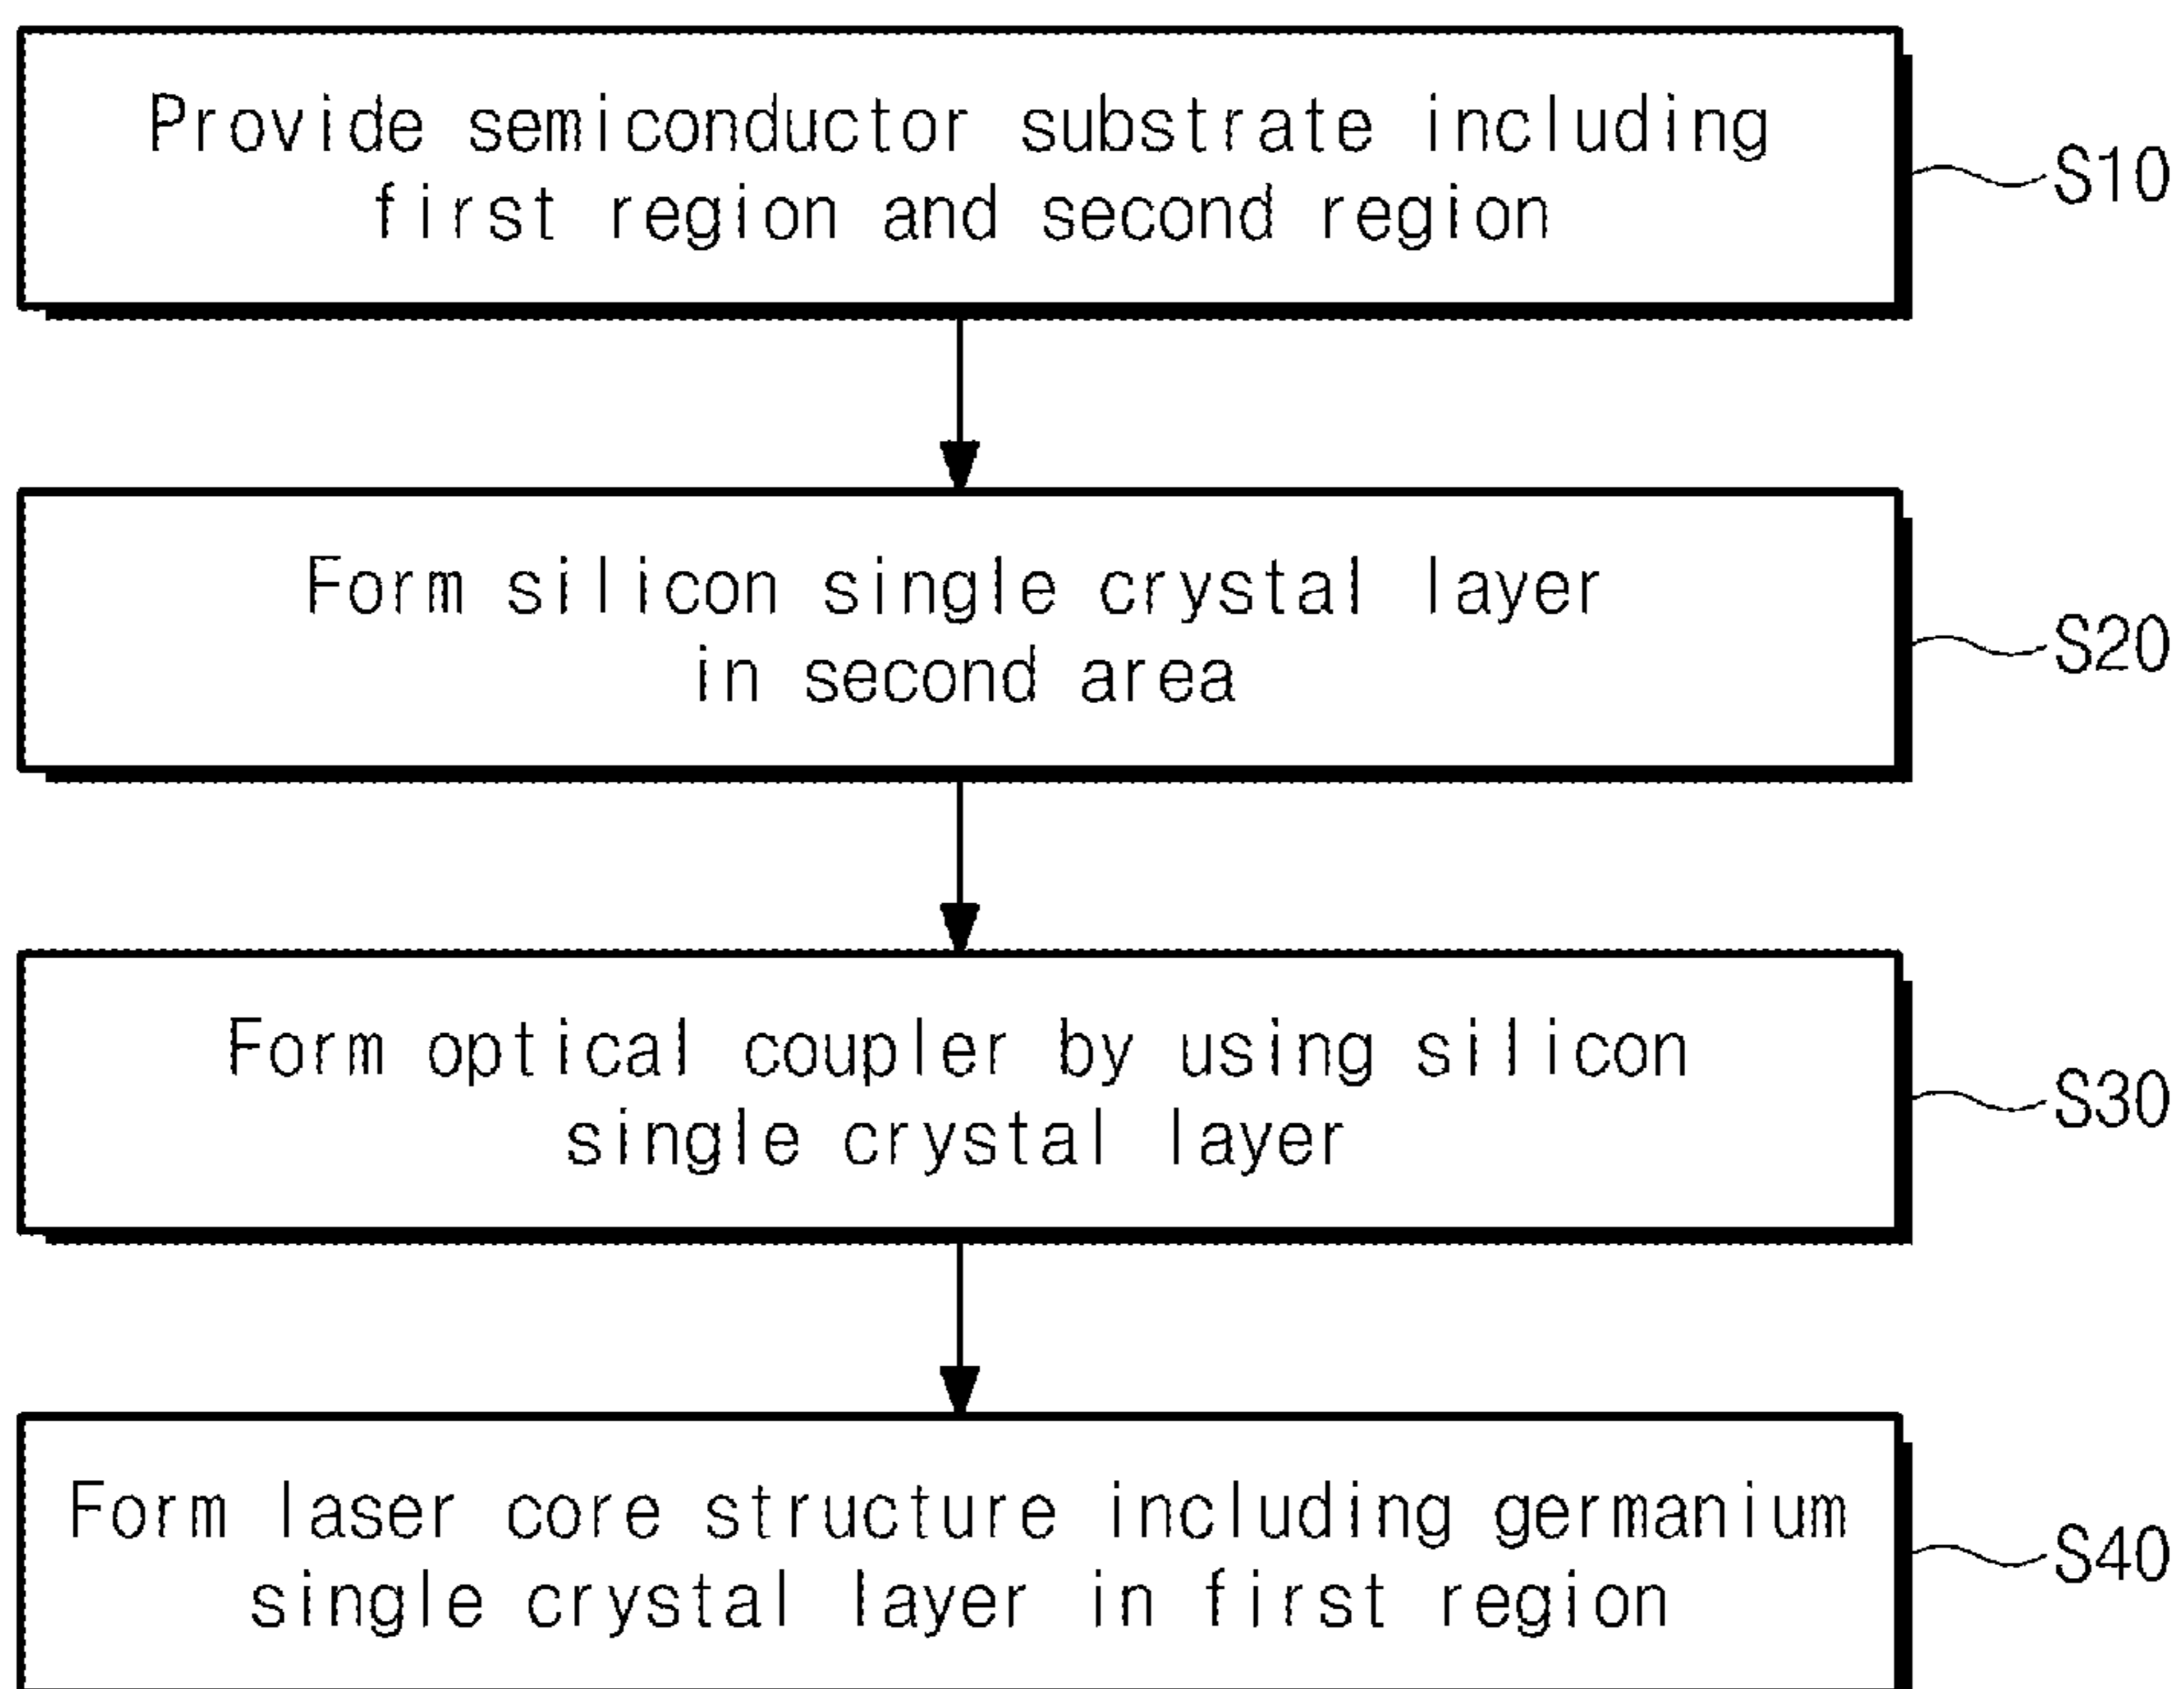 Provide semiconductor substrate including
first region and second region
S10
Form silicon single crystal layer
in second area
S20
Form optical coupler by using silicon
single crystal layer
S30
Form laser core structure including germanium
single crystal layer in first region
S40